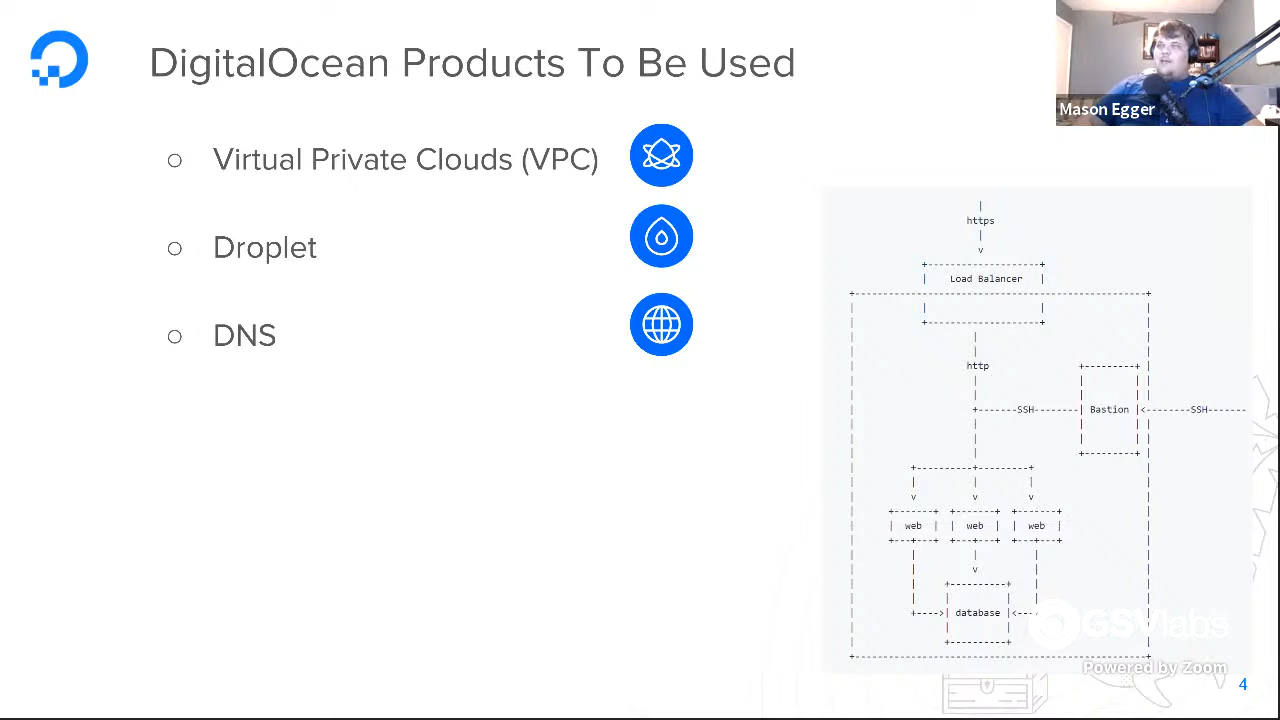 DigitalOcean Products To Be Used
Mason Egger
○ Virtual Private Clouds (VPC)
○ Droplet
○ DNS
https
v
Load Balancer
http
SSH
Bastion
<-------SSH-------
v v v
web web web
v
database
GSVlabs
Powered by Zoom
4